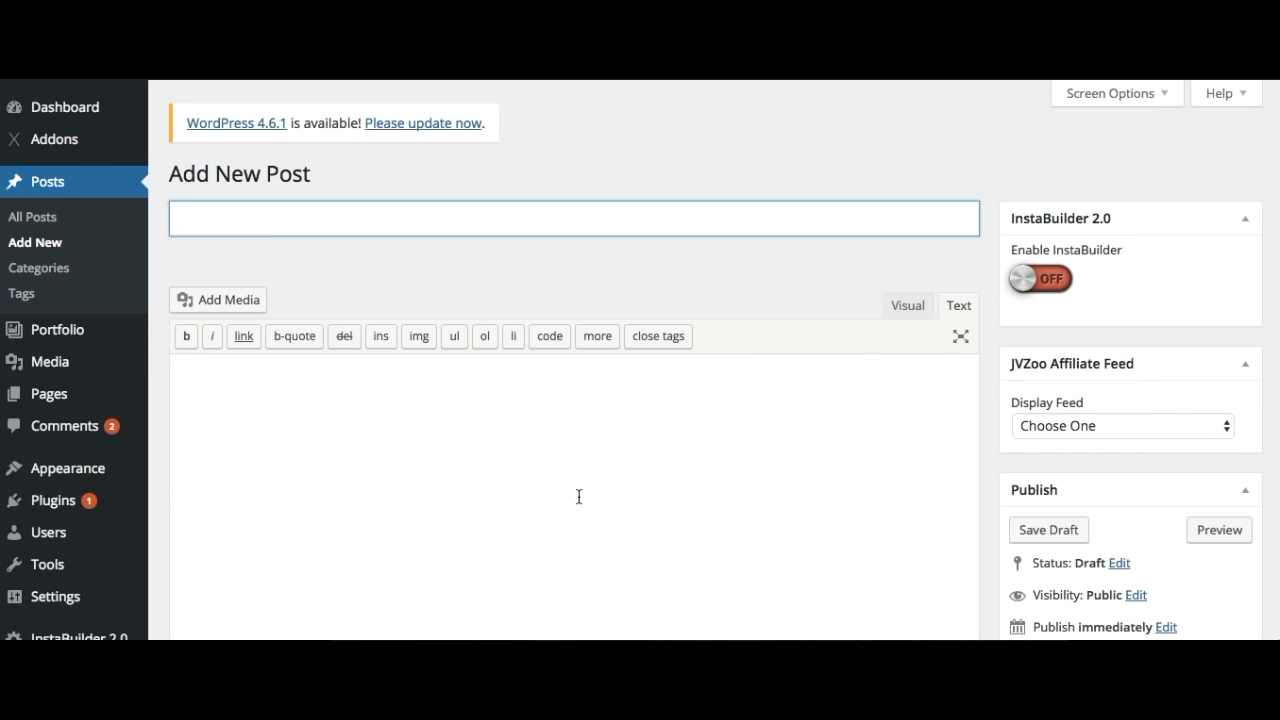 Screen Options
Help
WordPress 4.6.1 is available! Please update now.
Dashboard
Addons
Posts
All Posts
Add New
Categories
Tags
Portfolio
Media
Pages
Comments 2
Appearance
Plugins 1
Users
Tools
Settings
InstaBuilder 2.0
Add New Post
Add Media
Visual
Text
b i link b-quote del ins img ul ol li code more close tags
InstaBuilder 2.0
Enable InstaBuilder
OFF
JVZoo Affiliate Feed
Display Feed
Choose One
Publish
Save Draft
Preview
Status: Draft Edit
Visibility: Public Edit
Publish immediately Edit